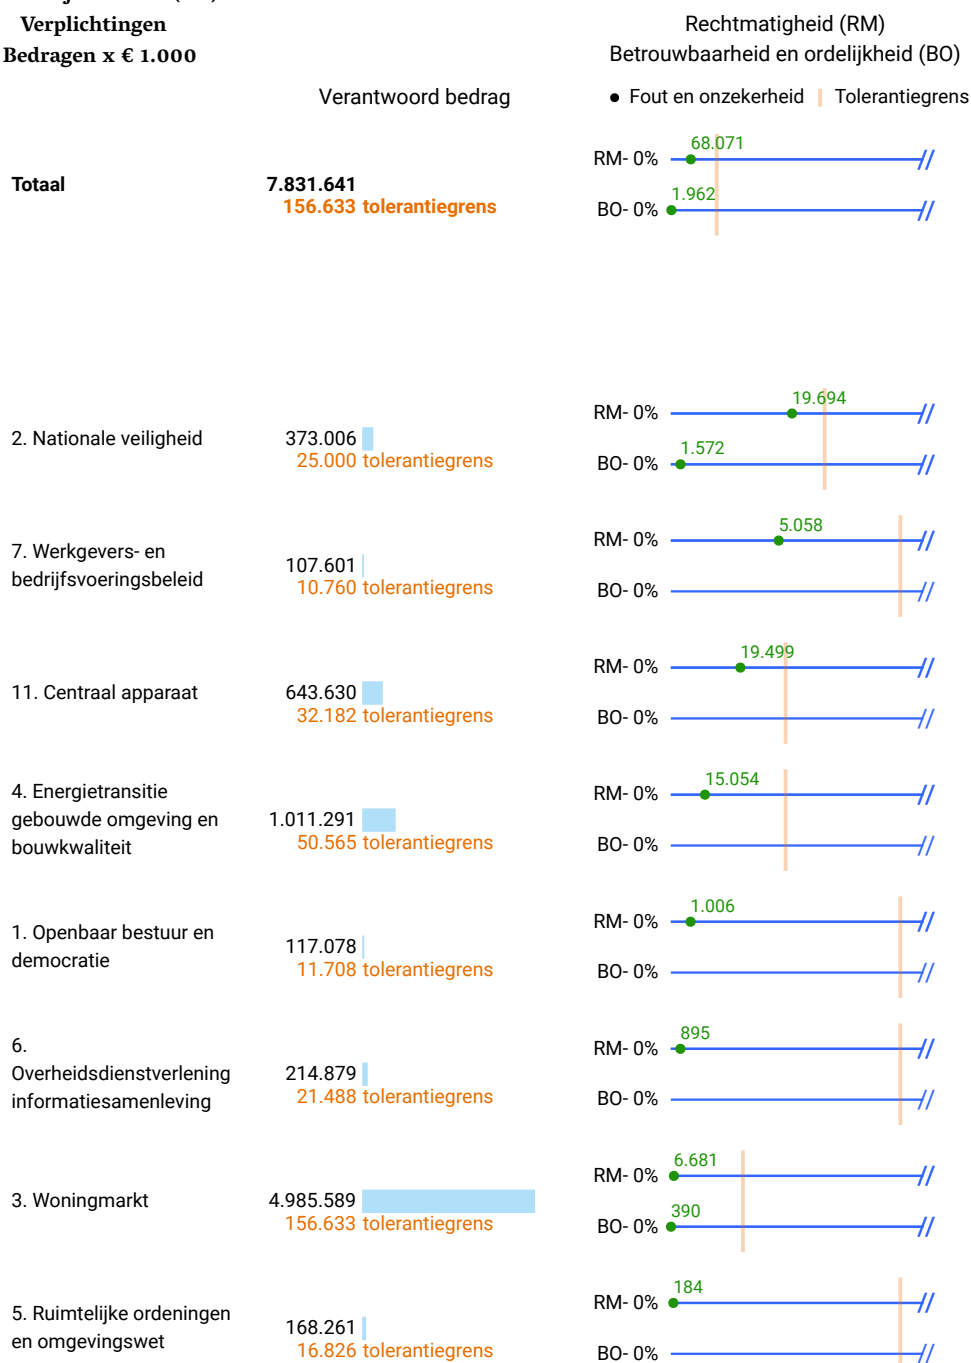 Verplichtingen
Bedragen x € 1.000
Rechtmatigheid (RM)
Betrouwbaarheid en ordelijkheid (BO)
Verantwoord bedrag
Fout en onzekerheid
Tolerantiegrens
Totaal
7.831.641
156.633 tolerantiegrens
RM- 0%
68.071
BO- 0%
1.962
2. Nationale veiligheid
373.006
25.000 tolerantiegrens
RM- 0%
19.694
BO- 0%
1.572
7. Werkgevers- en
bedrijfsvoeringsbeleid
107.601
10.760 tolerantiegrens
RM- 0%
5.058
BO- 0%
11. Centraal apparaat
643.630
32.182 tolerantiegrens
RM- 0%
19.499
BO- 0%
4. Energietransitie
gebouwde omgeving en
bouwkwaliteit
1.011.291
50.565 tolerantiegrens
RM- 0%
15.054
BO- 0%
1. Openbaar bestuur en
democratie
117.078
11.708 tolerantiegrens
RM- 0%
1.006
BO- 0%
6.
Overheidsdienstverlening
informatiesamenleving
214.879
21.488 tolerantiegrens
RM- 0%
895
BO- 0%
3. Woningmarkt
4.985.589
156.633 tolerantiegrens
RM- 0%
6.681
BO- 0%
390
5. Ruimtelijke ordeningen
en omgevingswet
168.261
16.826 tolerantiegrens
RM- 0%
184
BO- 0%